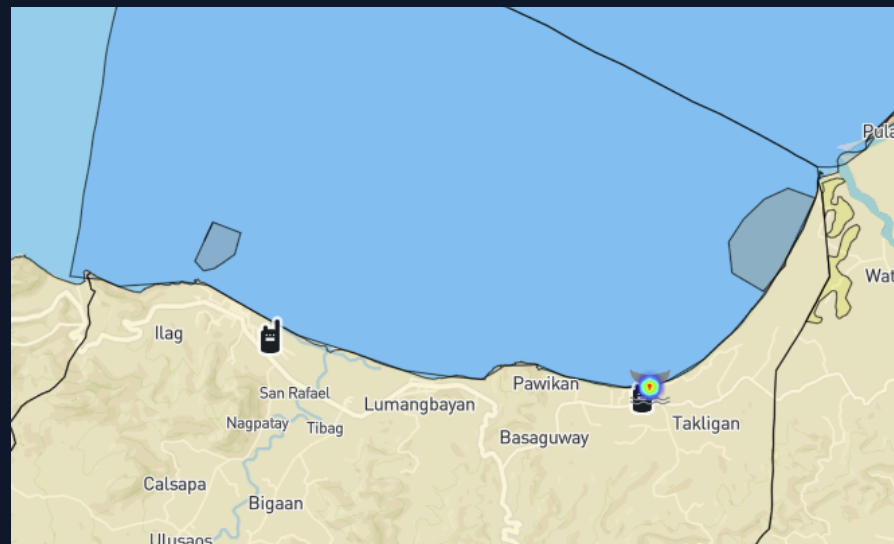 Pula
Wat
Ilag
San Rafael
Pawikan
Lumangbayan
Nagpatay
Tibag
Basaguway
Takligan
Calsapa
Bigaan
Ulusaos